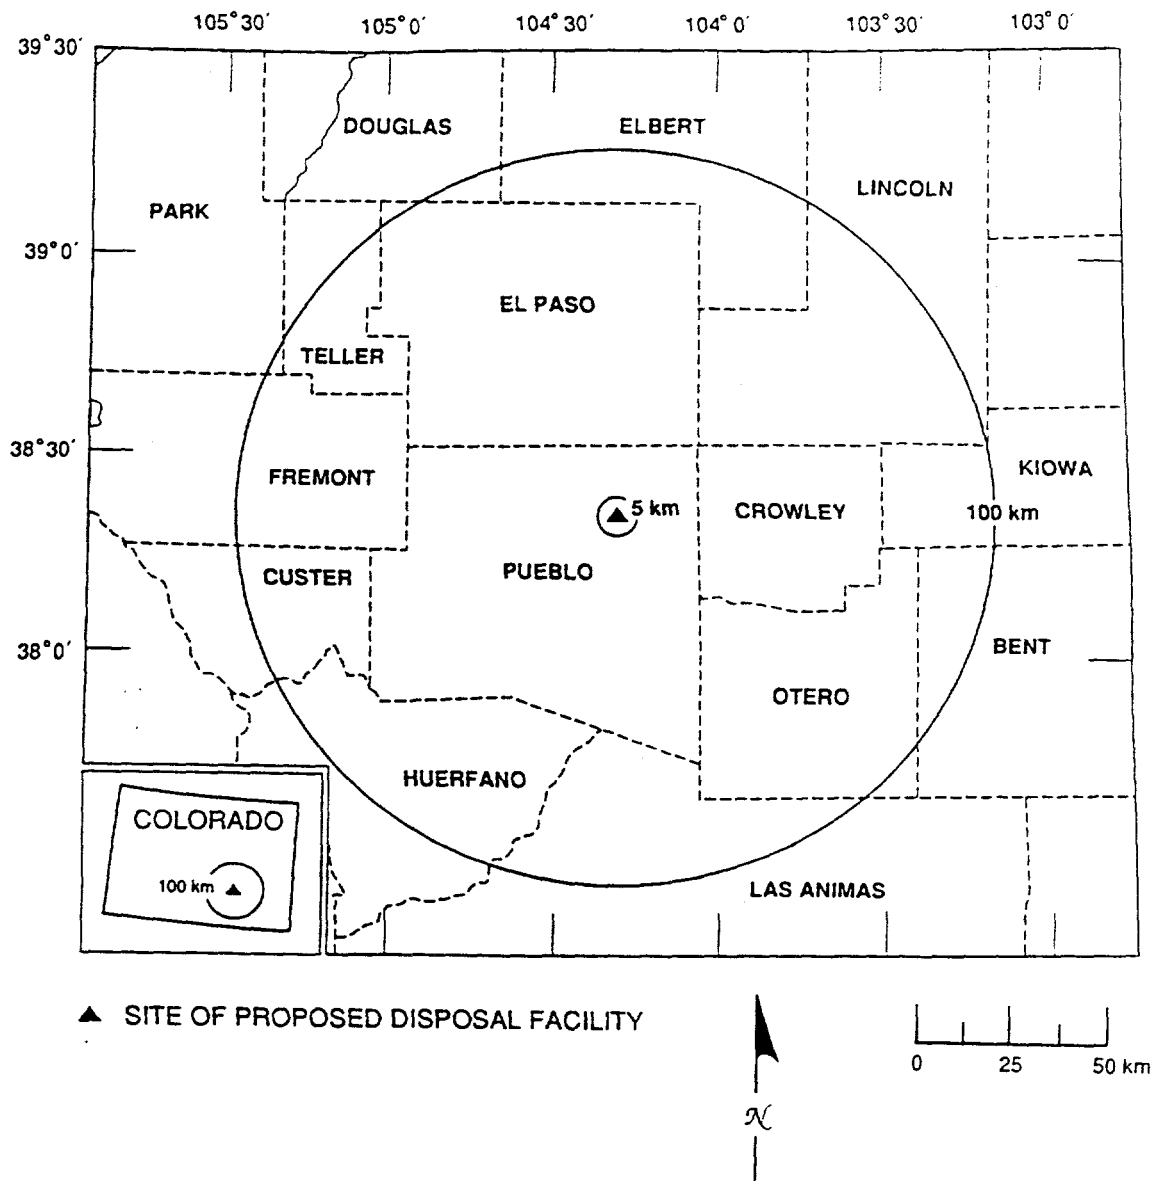 105°30′ 105°0′ 104°30′ 104°0′ 103°30′ 103°0′
39°30′
DOUGLAS ELBERT
LINCOLN
PARK
39°0′
EL PASO
TELLER
38°30′
FREMONT KIOWA
5 km CROWLEY 100 km
PUEBLO
CUSTER
38°0′ BENT
OTERO
HUERFANO
COLORADO
100 km
LAS ANIMAS
SITE OF PROPOSED DISPOSAL FACILITY
0 25 50 km
N